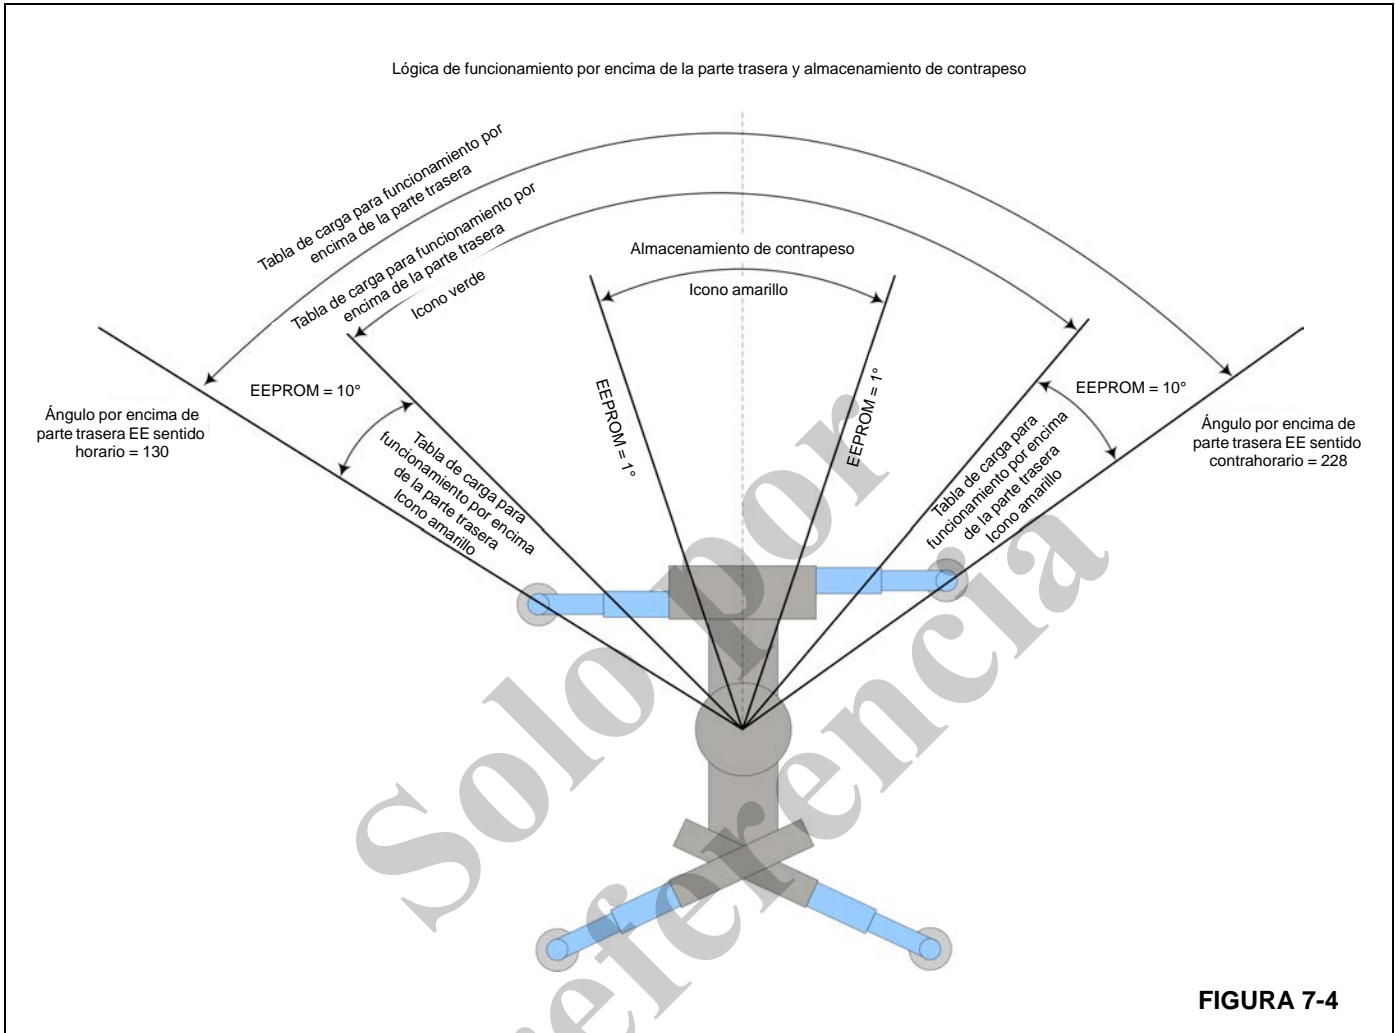 Lógica de funcionamiento por encima de la parte trasera y almacenamiento de contrapeso
Tabla de carga para funcionamiento por
encima de la parte trasera
Tabla de carga para funcionamiento por
encima de la parte trasera
Icono verde
Almacenamiento de contrapeso
Icono amarillo
EEPROM = 10°
EEPROM = 1°
EEPROM = 1°
EEPROM = 10°
Ángulo por encima de
parte trasera EE sentido
horario = 130
Tabla de carga para
funcionamiento por encima
de la parte trasera
Icono amarillo
Tabla de carga para
funcionamiento por encima
de la parte trasera
Icono amarillo
Ángulo por encima de
parte trasera EE sentido
contrahorario = 228
Solo por
referencia
FIGURA 7-4